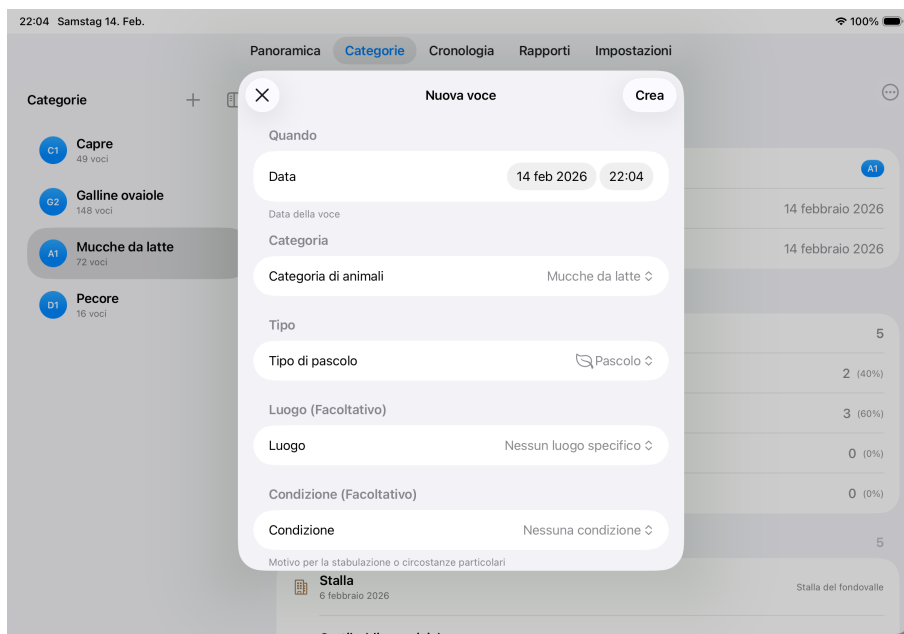 22:04 Samstag 14. Feb.
100%
Panoramica Categorie Cronologia Rapporti Impostazioni
Categorie
C1 Capre
49 voci
G2 Galline ovaiole
148 voci
A1 Mucche da latte
72 voci
D1 Pecore
16 voci
Nuova voce
Crea
Quando
Data 14 feb 2026 22:04
Data della voce
Categoria
Categoria di animali Mucche da latte
Tipo
Tipo di pascolo Pascolo
Luogo (Facoltativo)
Luogo Nessun luogo specifico
Condizione (Facoltativo)
Condizione Nessuna condizione
Motivo per la stabulazione o circostanze particolari
A1
14 febbraio 2026
14 febbraio 2026
5
2 (40%)
3 (60%)
0 (0%)
0 (0%)
5
Stalla
6 febbraio 2026
Stalla del fondovalle